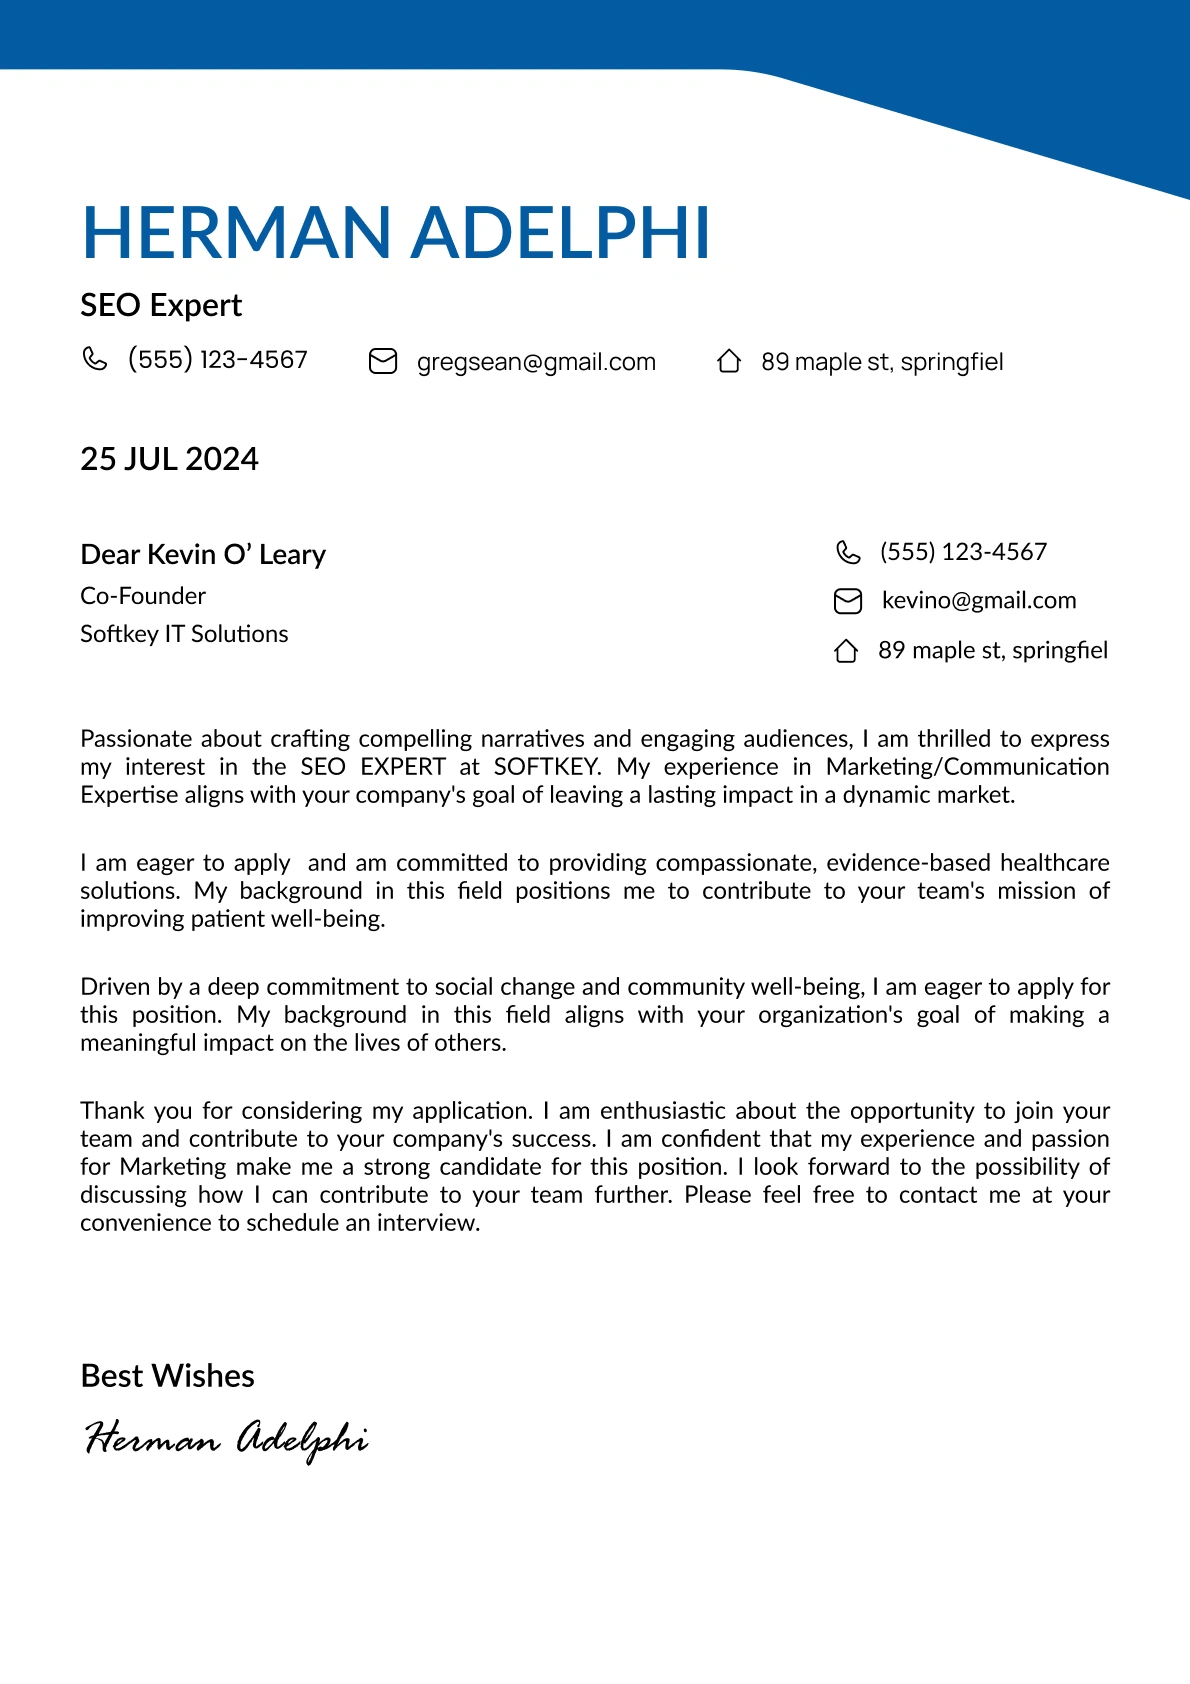 HERMAN ADELPHI
SEO Expert
(555) 123-4567 gregsean@gmail.com 89 maple st, springfiel
25 JUL 2024
Dear Kevin O’ Leary
Co-Founder
Softkey IT Solutions
(555) 123-4567
kevino@gmail.com
89 maple st, springfiel
Passionate about crafting compelling narratives and engaging audiences, I am thrilled to express
my interest in the SEO EXPERT at SOFTKEY. My experience in Marketing/Communication
Expertise aligns with your company's goal of leaving a lasting impact in a dynamic market.
I am eager to apply  and am committed to providing compassionate, evidence-based healthcare
solutions. My background in this field positions me to contribute to your team's mission of
improving patient well-being.
Driven by a deep commitment to social change and community well-being, I am eager to apply for
this position. My background in this field aligns with your organization's goal of making a
meaningful impact on the lives of others.
Thank you for considering my application. I am enthusiastic about the opportunity to join your
team and contribute to your company's success. I am confident that my experience and passion
for Marketing make me a strong candidate for this position. I look forward to the possibility of
discussing how I can contribute to your team further. Please feel free to contact me at your
convenience to schedule an interview.
Best Wishes
Herman Adelphi